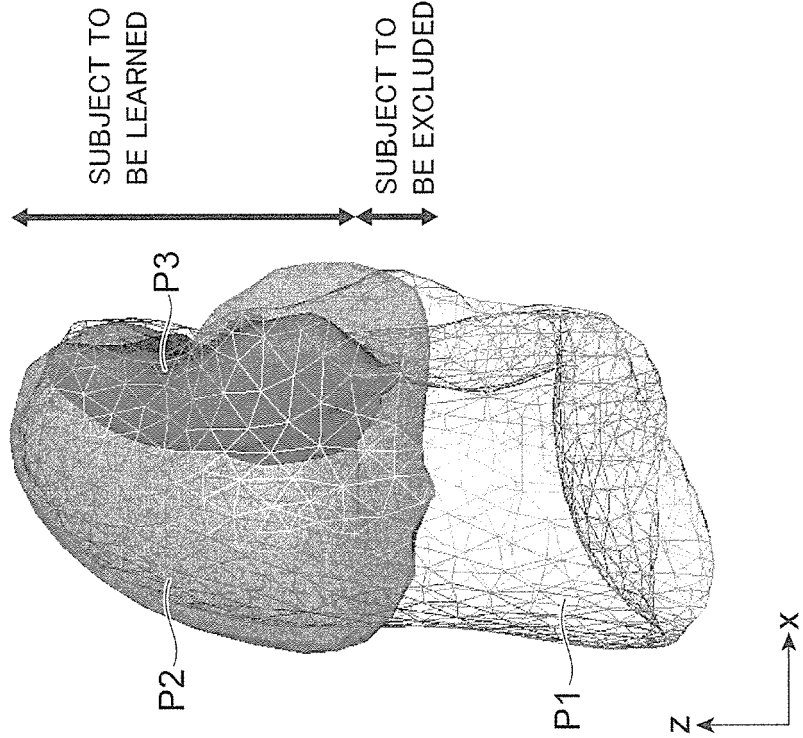 SUBJECT TO
BE LEARNED
SUBJECT TO
BE EXCLUDED
P3
P2
P1
Z
X